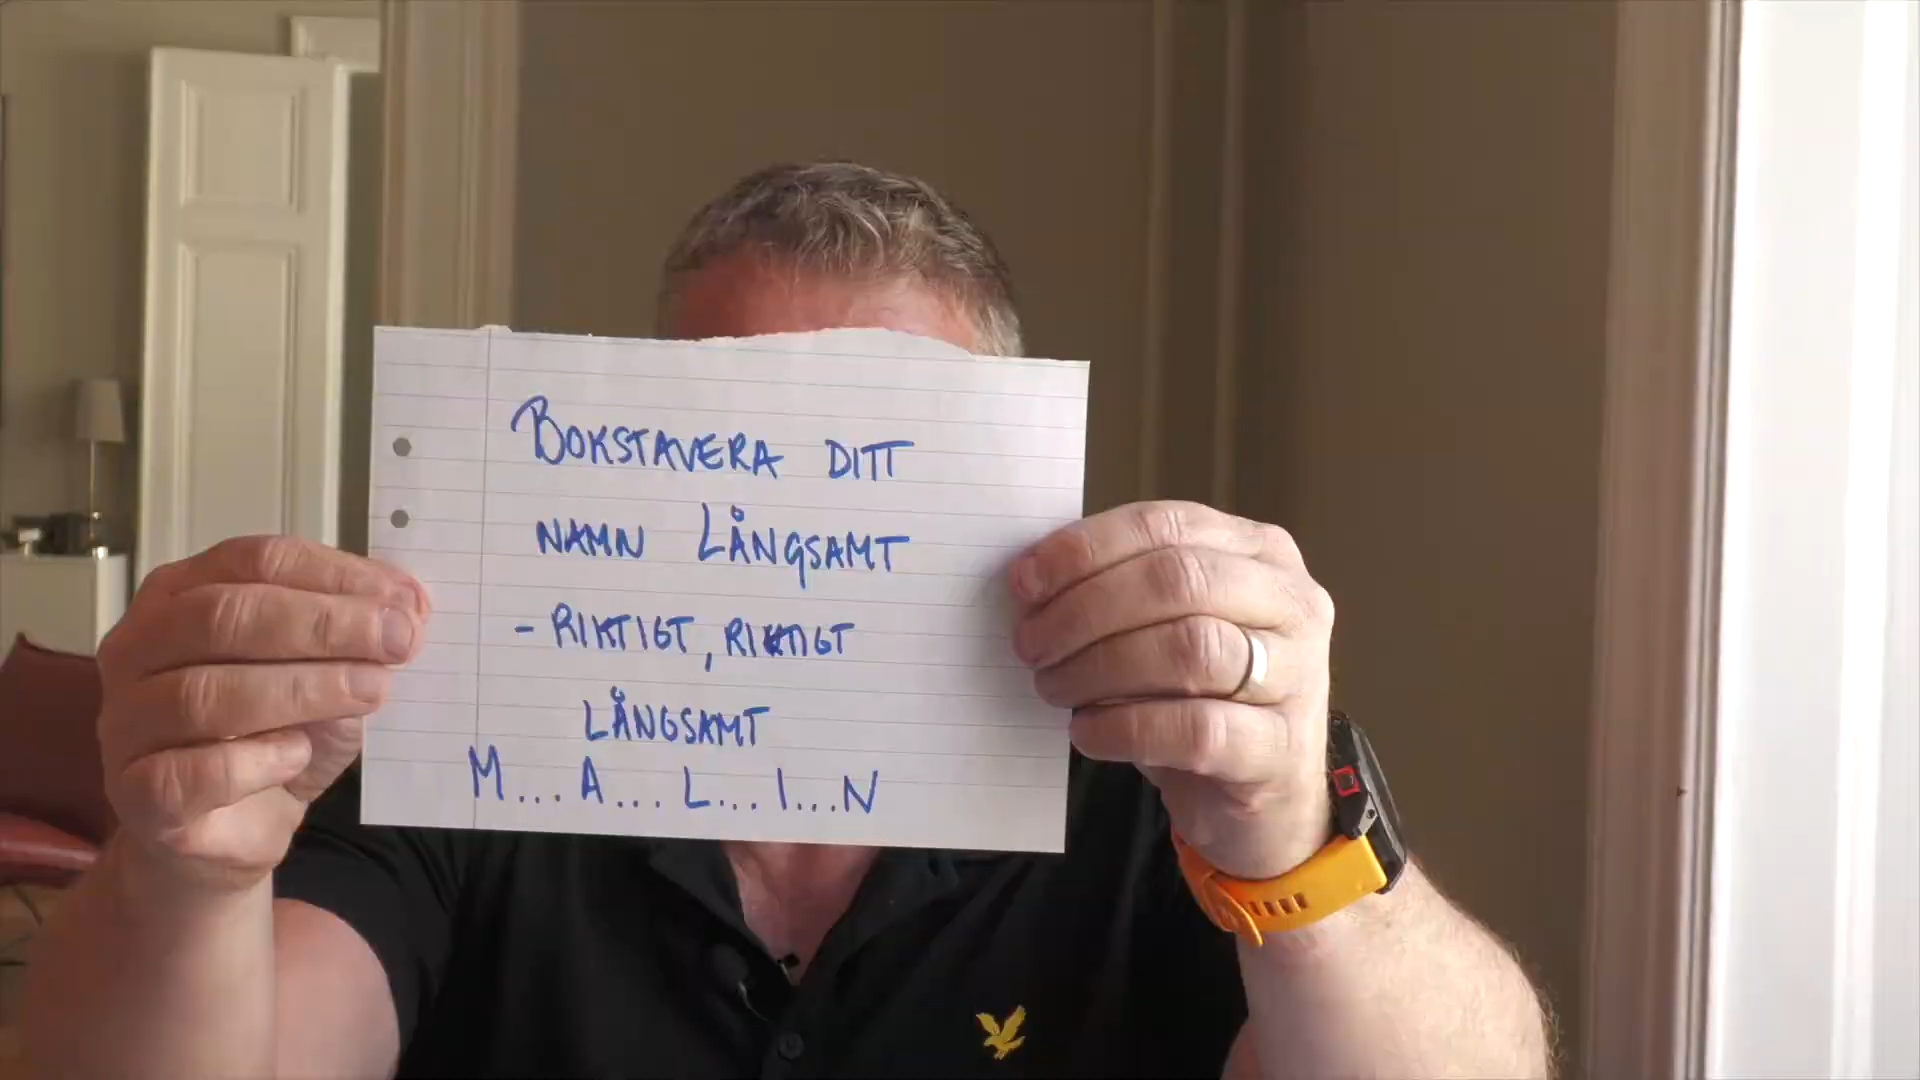 BOKSTAVERA DITT
NAMN LÅNGSAMT
- RIKTIGT, RIKTIGT
LÅNGSAMT
M... A... L... I...N